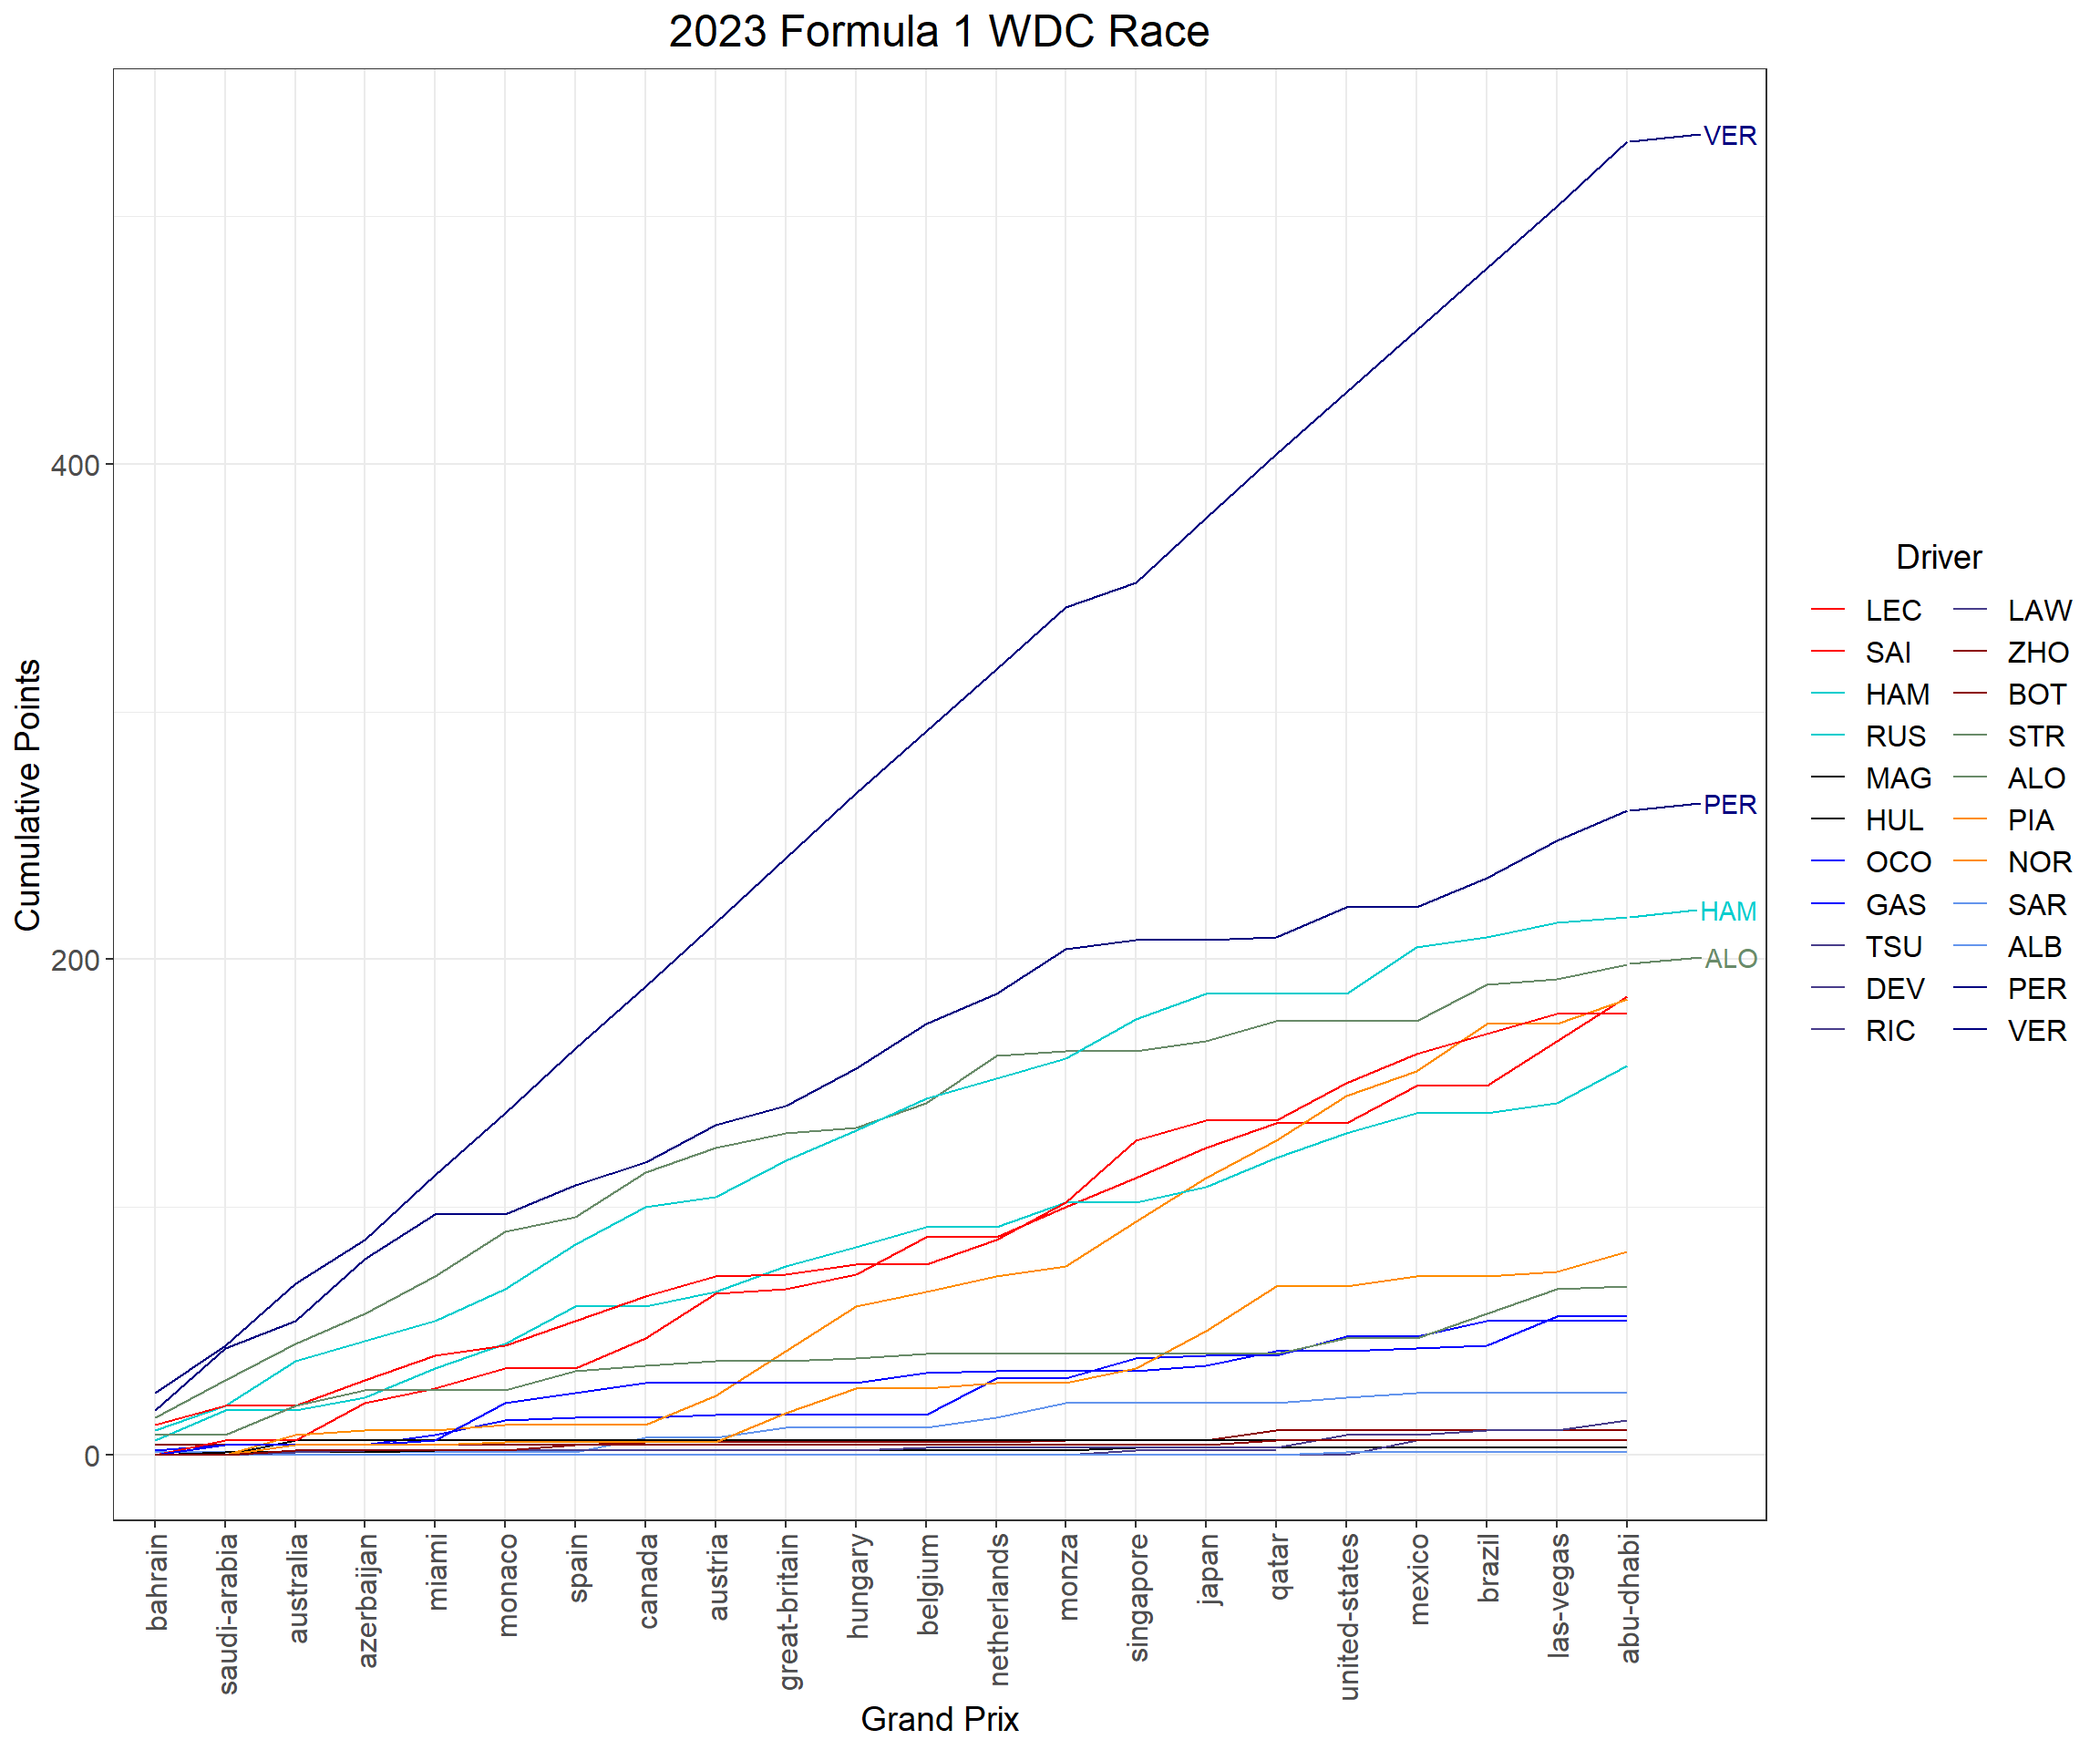 2023 Formula 1 WDC Race
Cumulative Points
400
200
0
VER
PER
HAM
ALO
bahrain
saudi-arabia
australia
azerbaijan
miami
monaco
spain
canada
austria
great-britain
hungary
belgium
netherlands
monza
singapore
japan
qatar
united-states
mexico
brazil
las-vegas
abu-dhabi
Grand Prix
Driver
LEC LAW
SAI ZHO
HAM BOT
RUS STR
MAG ALO
HUL PIA
OCO NOR
GAS SAR
TSU ALB
DEV PER
RIC VER